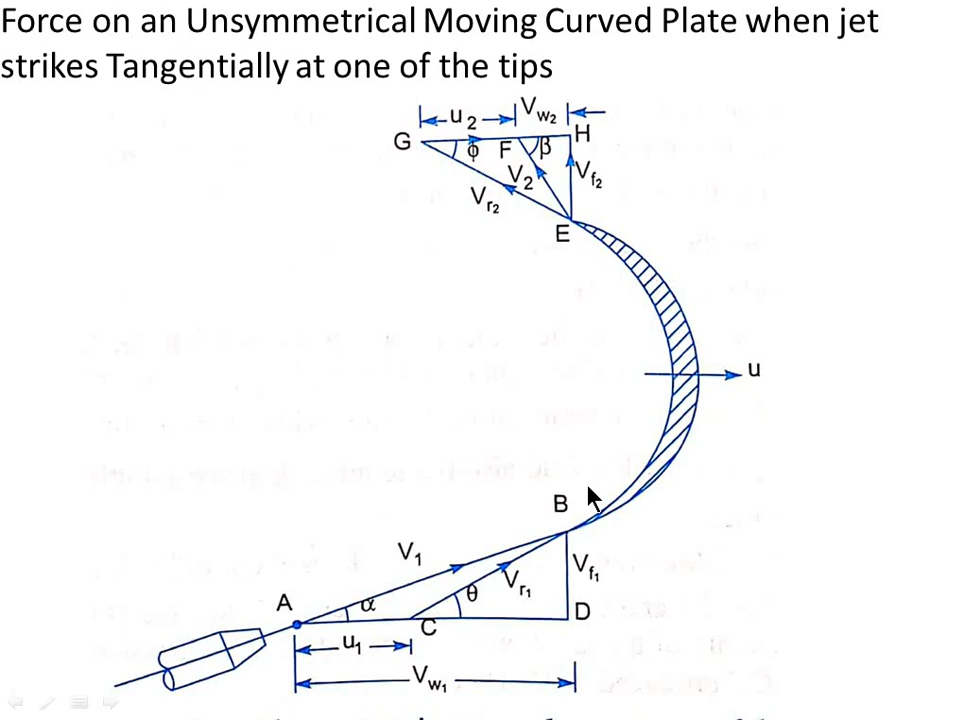 Force on an Unsymmetrical Moving Curved Plate when jet
strikes Tangentially at one of the tips
u2 Vw2
G ϕ F β H
V2 Vf2
Vr2
E
u
B
V1
Vr1 Vf1
A α θ
C D
u1
Vw1